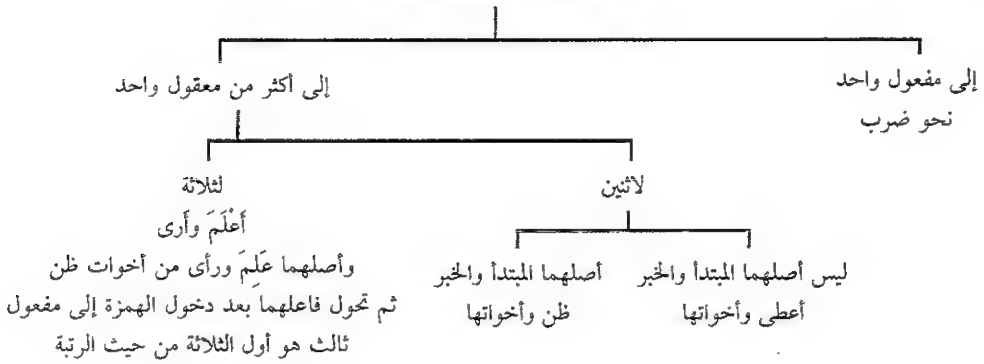 إلى مفعول واحد
نحو ضرب
إلى أكثر من معقول واحد
لاثنين
ليس أصلهما المبتدأ والخبر
أعطى وأخواتها
أصلهما المبتدأ والخبر
ظن وأخواتها
لثلاثة
أَعْلَمَ وأَرى
وأصلهما عَلِمَ ورأى من أخوات ظن
ثم تحول فاعلهما بعد دخول الهمزة إلى مفعول
ثالث هو أول الثلاثة من حيث الرتبة